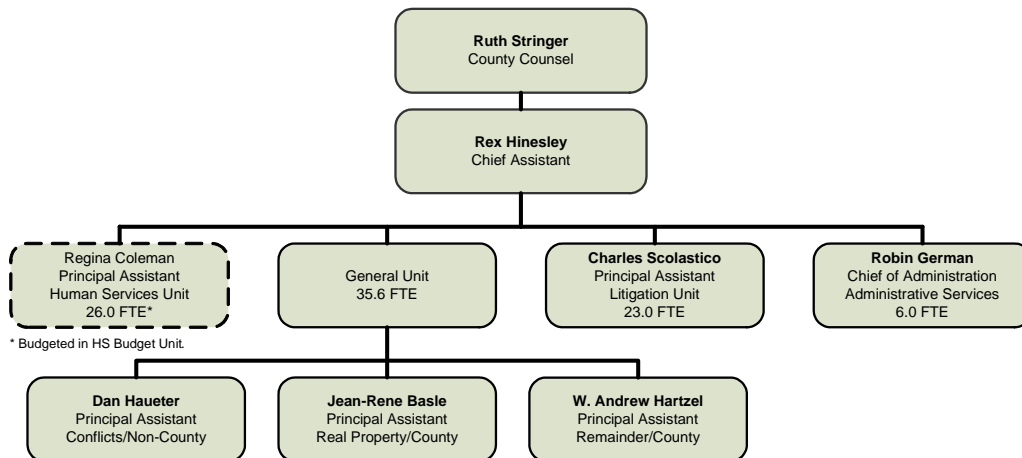 Ruth Stringer
County Counsel
Rex Hinesley
Chief Assistant
Regina Coleman
Principal Assistant
Human Services Unit
26.0 FTE*
General Unit
35.6 FTE
Charles Scolastico
Principal Assistant
Litigation Unit
23.0 FTE
Robin German
Chief of Administration
Administrative Services
6.0 FTE
* Budgeted in HS Budget Unit.
Dan Haueter
Principal Assistant
Conflicts/Non-County
Jean-Rene Basle
Principal Assistant
Real Property/County
W. Andrew Hartzel
Principal Assistant
Remainder/County